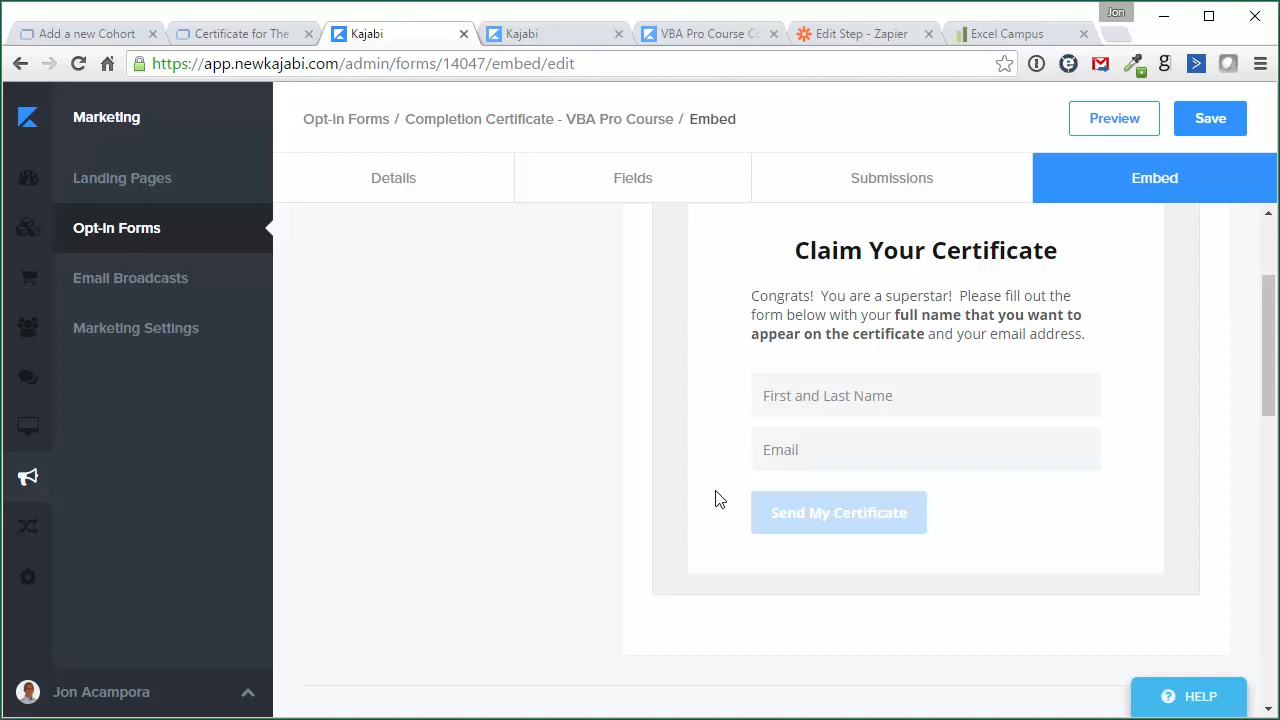 Jon
Add a new short
Certificate for The
Kajabi
Kajabi
VBA Pro Course Co
Edit Step - Zapier
Excel Campus
https://app.newkajabi.com/admin/forms/14047/embed/edit
Marketing
Opt-in Forms / Completion Certificate - VBA Pro Course / Embed
Preview
Save
Landing Pages
Details
Fields
Submissions
Embed
Opt-in Forms
Email Broadcasts
Marketing Settings
Claim Your Certificate
Congrats!  You are a superstar!  Please fill out the
form below with your full name that you want to
appear on the certificate and your email address.
First and Last Name
Email
Send My Certificate
Jon Acampora
HELP